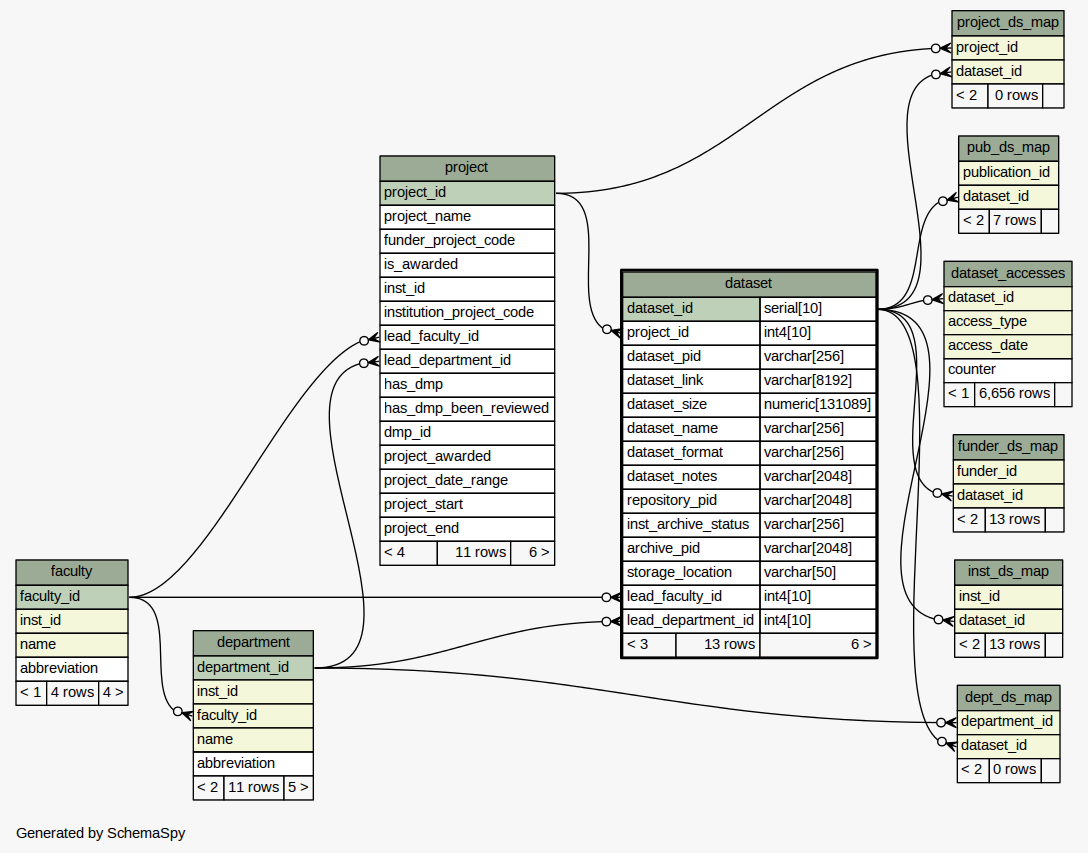 project_ds_map
project_id
dataset_id
< 2 0 rows
pub_ds_map
publication_id
dataset_id
< 2 7 rows
project
project_id
project_name
funder_project_code
is_awarded
inst_id
institution_project_code
lead_faculty_id
lead_department_id
has_dmp
has_dmp_been_reviewed
dmp_id
project_awarded
project_date_range
project_start
project_end
< 4 11 rows 6 >
dataset
dataset_id serial[10]
project_id int4[10]
dataset_pid varchar[256]
dataset_link varchar[8192]
dataset_size numeric[131089]
dataset_name varchar[256]
dataset_format varchar[256]
dataset_notes varchar[2048]
repository_pid varchar[2048]
inst_archive_status varchar[256]
archive_pid varchar[2048]
storage_location varchar[50]
lead_faculty_id int4[10]
lead_department_id int4[10]
< 3 13 rows 6 >
dataset_accesses
dataset_id
access_type
access_date
counter
< 1 6,656 rows
funder_ds_map
funder_id
dataset_id
< 2 13 rows
inst_ds_map
inst_id
dataset_id
< 2 13 rows
dept_ds_map
department_id
dataset_id
< 2 0 rows
faculty
faculty_id
inst_id
name
abbreviation
< 1 4 rows 4 >
department
department_id
inst_id
faculty_id
name
abbreviation
< 2 11 rows 5 >
Generated by SchemaSpy